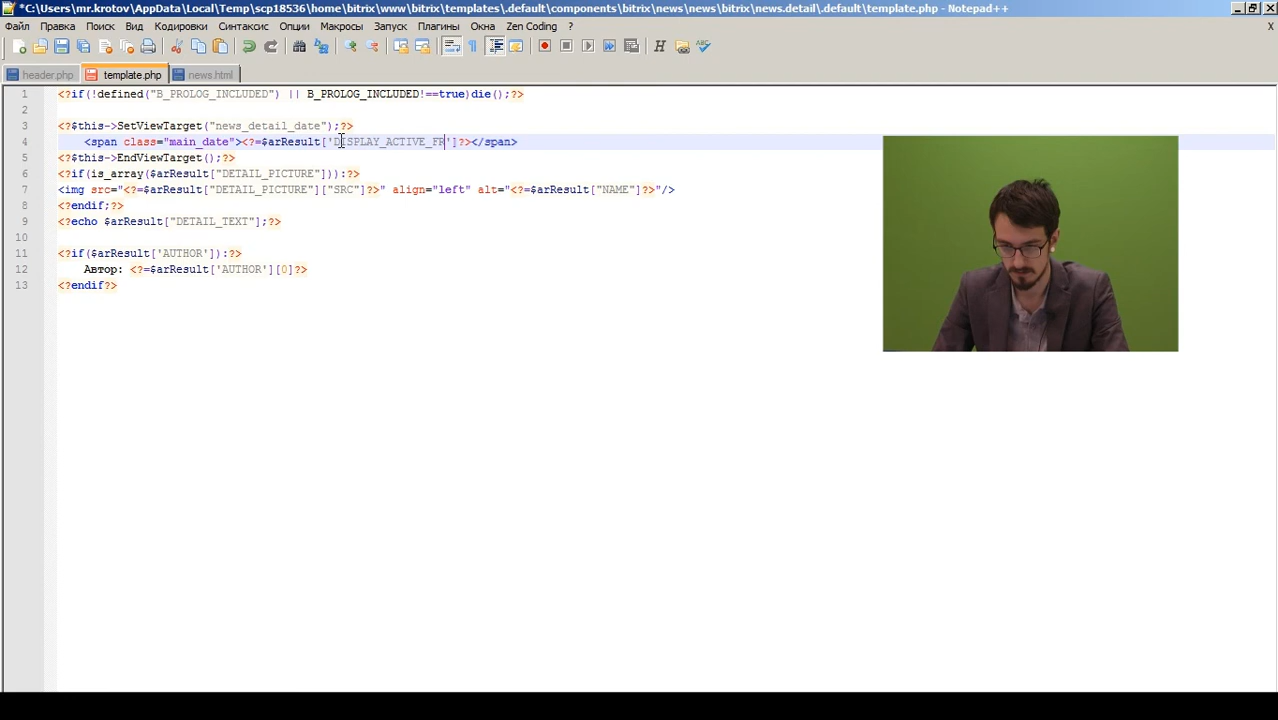 *C:\Users\mr.krotov\AppData\Local\Temp\scp18536\home\bitrix\www\bitrix\templates\.default\components\bitrix\news\news\bitrix\news.detail\.default\template.php - Notepad++
Файл Правка Поиск Вид Кодировки Синтаксис Опции Макросы Запуск Плагины Окна Zen Coding ? X
header.php template.php news.html
1 <?if(!defined("B_PROLOG_INCLUDED") || B_PROLOG_INCLUDED!==true)die();?>
2
3 <?$this->SetViewTarget("news_detail_date");?>
4 <span class="main_date"><?=$arResult['DISPLAY_ACTIVE_FR']?></span>
5 <?$this->EndViewTarget();?>
6 <?if(is_array($arResult["DETAIL_PICTURE"])):?>
7 <img src="<?=$arResult["DETAIL_PICTURE"]["SRC"]?>" align="left" alt="<?=$arResult["NAME"]?>"/>
8 <?endif;?>
9 <?echo $arResult["DETAIL_TEXT"];?>
10
11 <?if($arResult['AUTHOR']):?>
12 Автор: <?=$arResult['AUTHOR'][0]?>
13 <?endif?>